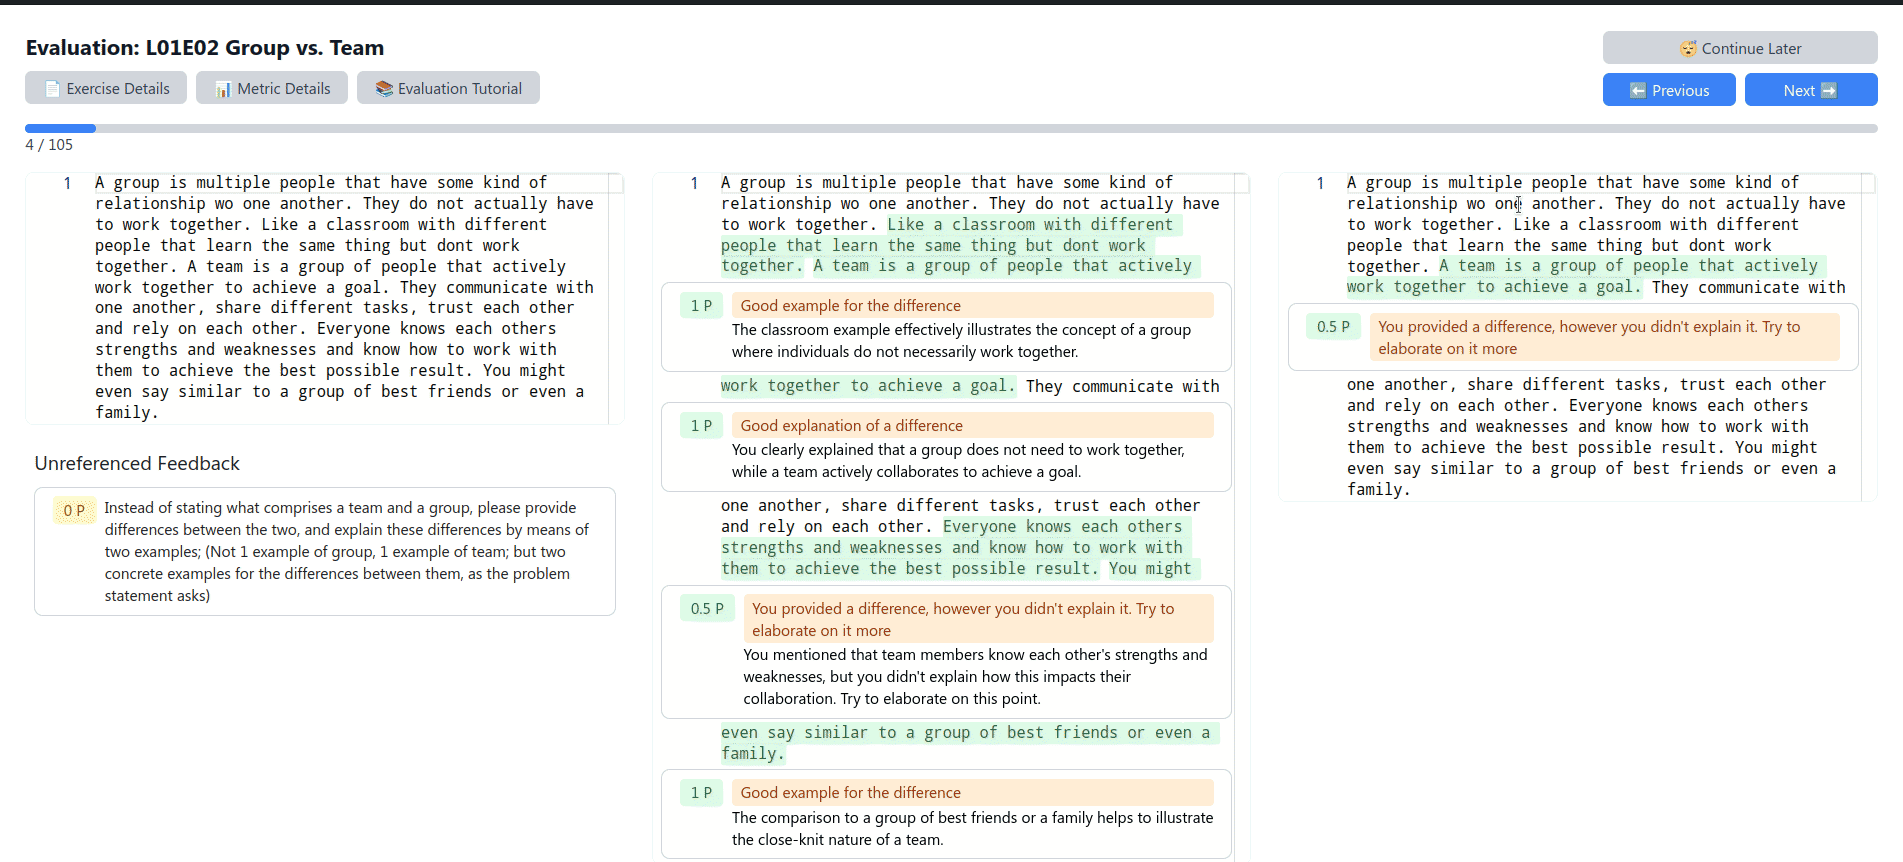 Evaluation: L01E02 Group vs. Team
📄 Exercise Details
📊 Metric Details
📚 Evaluation Tutorial
😴 Continue Later
⬅️ Previous
Next ➡️
4 / 105
1
A group is multiple people that have some kind of
relationship wo one another. They do not actually have
to work together. Like a classroom with different
people that learn the same thing but dont work
together. A team is a group of people that actively
work together to achieve a goal. They communicate with
one another, share different tasks, trust each other
and rely on each other. Everyone knows each others
strengths and weaknesses and know how to work with
them to achieve the best possible result. You might
even say similar to a group of best friends or even a
family.
Unreferenced Feedback
0 P
Instead of stating what comprises a team and a group, please provide
differences between the two, and explain these differences by means of
two examples; (Not 1 example of group, 1 example of team; but two
concrete examples for the differences between them, as the problem
statement asks)
1
A group is multiple people that have some kind of
relationship wo one another. They do not actually have
to work together. Like a classroom with different
people that learn the same thing but dont work
together. A team is a group of people that actively
1 P
Good example for the difference
The classroom example effectively illustrates the concept of a group
where individuals do not necessarily work together.
work together to achieve a goal. They communicate with
1 P
Good explanation of a difference
You clearly explained that a group does not need to work together,
while a team actively collaborates to achieve a goal.
one another, share different tasks, trust each other
and rely on each other. Everyone knows each others
strengths and weaknesses and know how to work with
them to achieve the best possible result. You might
0.5 P
You provided a difference, however you didn't explain it. Try to
elaborate on it more
You mentioned that team members know each other's strengths and
weaknesses, but you didn't explain how this impacts their
collaboration. Try to elaborate on this point.
even say similar to a group of best friends or even a
family.
1 P
Good example for the difference
The comparison to a group of best friends or a family helps to illustrate
the close-knit nature of a team.
1
A group is multiple people that have some kind of
relationship wo one another. They do not actually have
to work together. Like a classroom with different
people that learn the same thing but dont work
together. A team is a group of people that actively
work together to achieve a goal. They communicate with
0.5 P
You provided a difference, however you didn't explain it. Try to
elaborate on it more
one another, share different tasks, trust each other
and rely on each other. Everyone knows each others
strengths and weaknesses and know how to work with
them to achieve the best possible result. You might
even say similar to a group of best friends or even a
family.